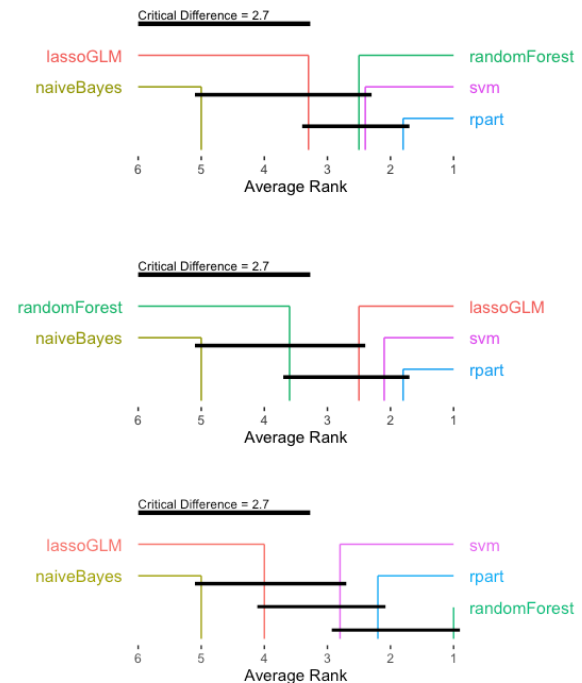 Critical Difference = 2.7
lassoGLM randomForest
naiveBayes svm
rpart
6 5 4 3 2 1
Average Rank
Critical Difference = 2.7
randomForest lassoGLM
naiveBayes svm
rpart
6 5 4 3 2 1
Average Rank
Critical Difference = 2.7
lassoGLM svm
naiveBayes rpart
randomForest
6 5 4 3 2 1
Average Rank